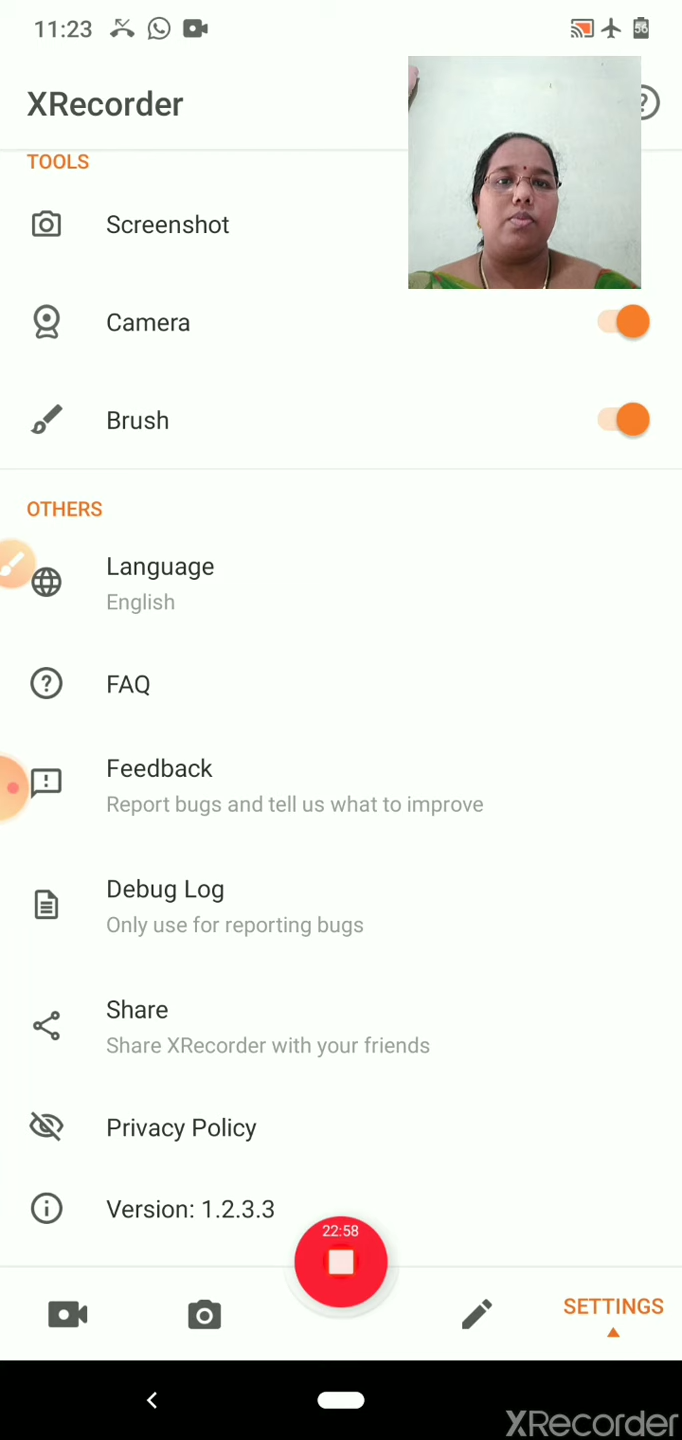 11:23
56
XRecorder
?
TOOLS
Screenshot
Camera
Brush
OTHERS
Language
English
FAQ
Feedback
Report bugs and tell us what to improve
Debug Log
Only use for reporting bugs
Share
Share XRecorder with your friends
Privacy Policy
Version: 1.2.3.3
22:58
SETTINGS
XRecorder